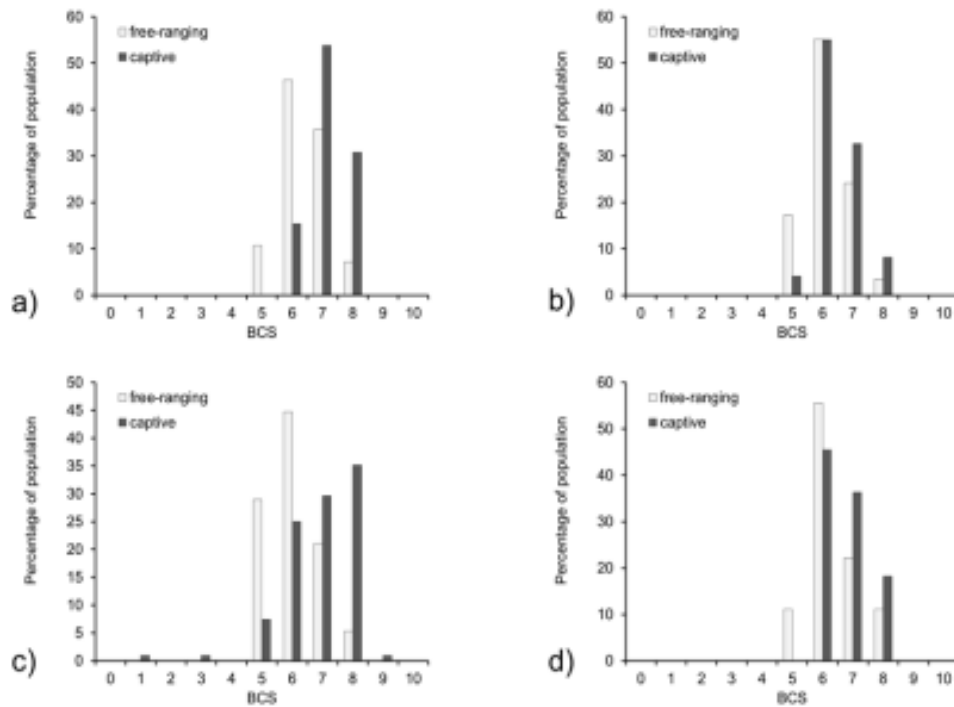 60
50
40
30
20
10
0
Percentage of population
free-ranging
captive
0 1 2 3 4 5 6 7 8 9 10
BCS
a)
60
50
40
30
20
10
0
Percentage of population
free-ranging
captive
0 1 2 3 4 5 6 7 8 9 10
BCS
b)
50
45
40
35
30
25
20
15
10
5
0
Percentage of population
free-ranging
captive
0 1 2 3 4 5 6 7 8 9 10
BCS
c)
60
50
40
30
20
10
0
Percentage of population
free-ranging
captive
0 1 2 3 4 5 6 7 8 9 10
BCS
d)